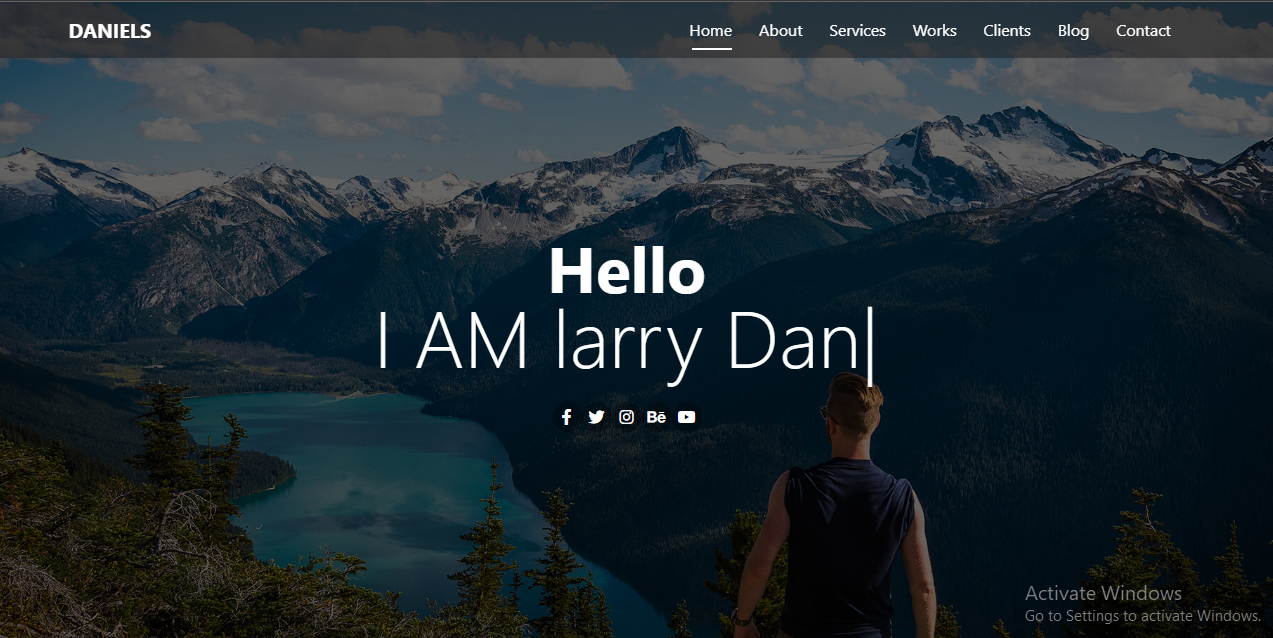 DANIELS
Home About Services Works Clients Blog Contact
Hello
I AM larry Dan|
Bē
Activate Windows
Go to Settings to activate Windows.